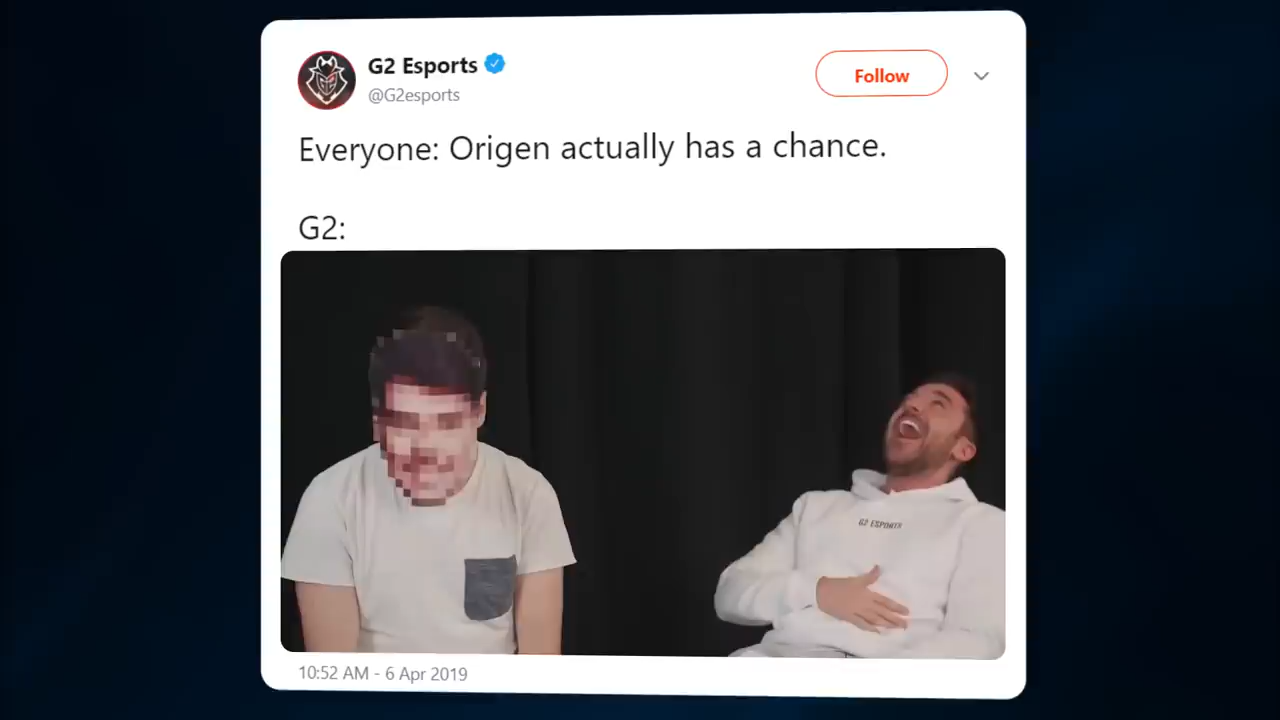 G2 Esports
@G2esports
Follow
Everyone: Origen actually has a chance.
G2:
G2 ESPORTS
10:52 AM - 6 Apr 2019